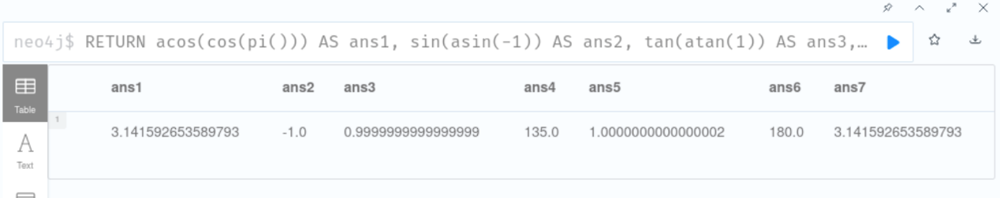 neo4j$ RETURN acos(cos(pi())) AS ans1, sin(asin(-1)) AS ans2, tan(atan(1)) AS ans3,…
ans1 ans2 ans3 ans4 ans5 ans6 ans7
Table
1
3.141592653589793 -1.0 0.9999999999999999 135.0 1.0000000000000002 180.0 3.141592653589793
A
Text